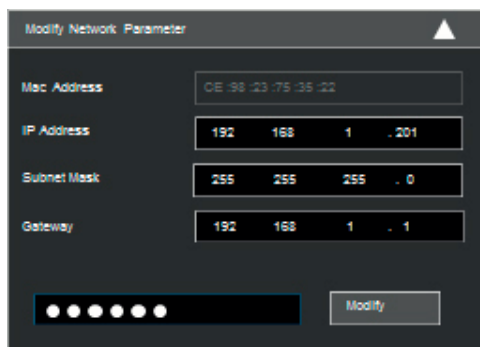 Modify Network Parameter
Mac Address CE :98 :23 :75 :35 :22
IP Address 192 168 1 . 201
Subnet Mask 255 255 255 . 0
Gateway 192 168 1 . 1
●●●●●●
Modify